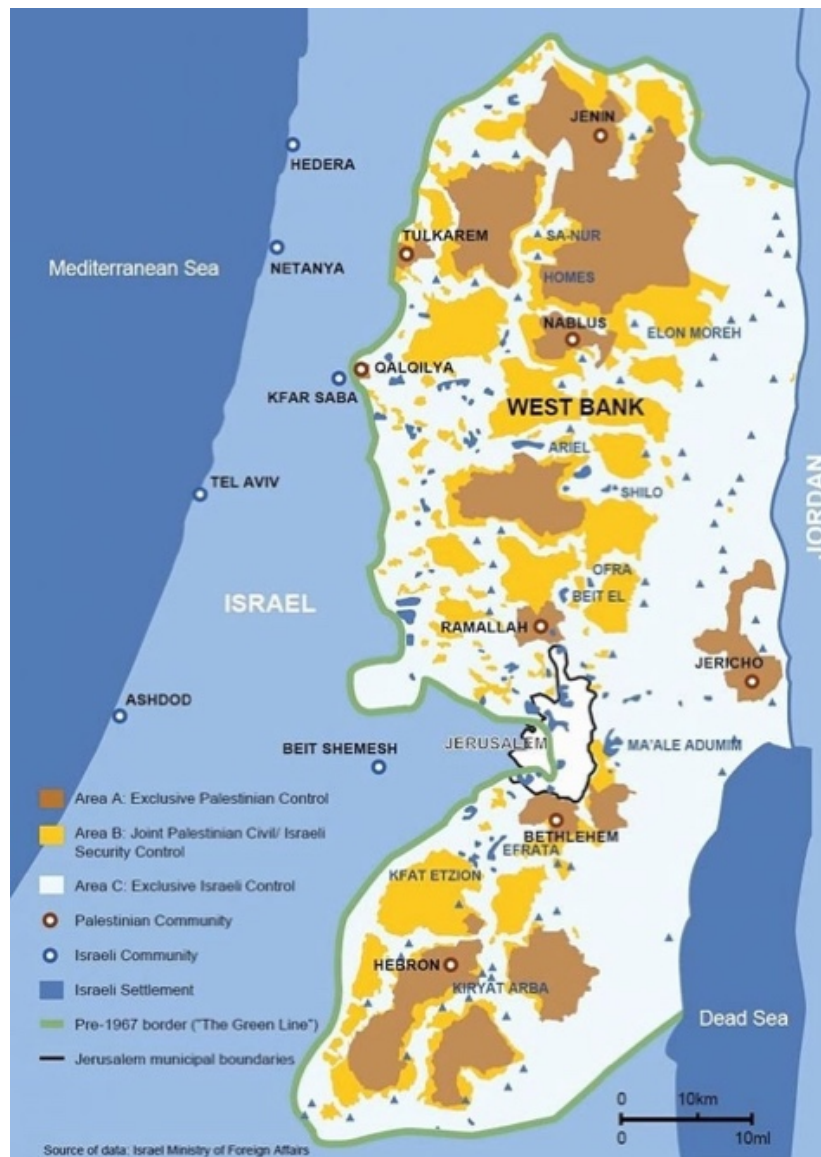 JENIN
HEDERA
TULKAREM
SA-NUR
Mediterranean Sea
NETANYA
HOMES
NABLUS
ELON MOREH
QALQILYA
KFAR SABA
WEST BANK
ARIEL
TEL AVIV
SHILO
JORDAN
OFRA
ISRAEL
BEIT EL
RAMALLAH
JERICHO
ASHDOD
BEIT SHEMESH
JERUSALEM
MA'ALE ADUMIM
Area A: Exclusive Palestinian Control
Area B: Joint Palestinian Civil/ Israeli
Security Control
BETHLEHEM
EFRATA
KFAT ETZION
Area C: Exclusive Israeli Control
Palestinian Community
Israeli Community
HEBRON
KIRYAT ARBA
Israeli Settlement
Dead Sea
Pre-1967 border ("The Green Line")
Jerusalem municipal boundaries
0 10km
0 10ml
Source of data: Israel Ministry of Foreign Affairs